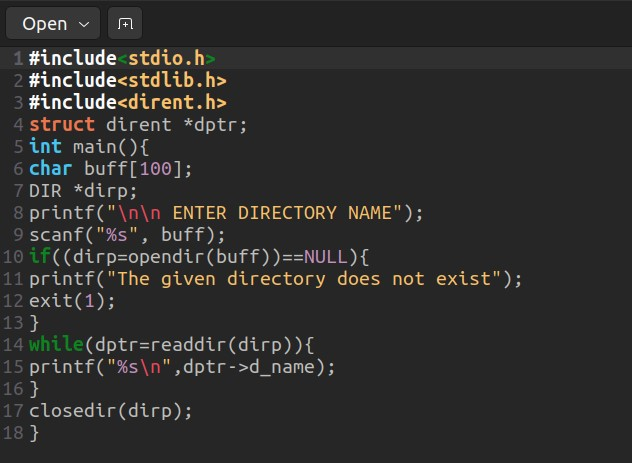 Open
1 #include<stdio.h>
2 #include<stdlib.h>
3 #include<dirent.h>
4 struct dirent *dptr;
5 int main(){
6 char buff[100];
7 DIR *dirp;
8 printf("\n\n ENTER DIRECTORY NAME");
9 scanf("%s", buff);
10 if((dirp=opendir(buff))==NULL){
11 printf("The given directory does not exist");
12 exit(1);
13 }
14 while(dptr=readdir(dirp)){
15 printf("%s\n",dptr->d_name);
16 }
17 closedir(dirp);
18 }